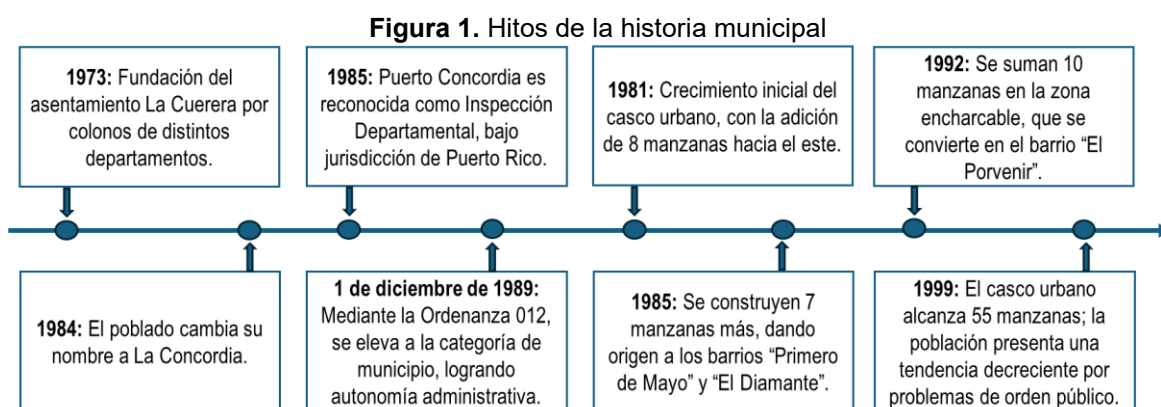 Figura 1. Hitos de la historia municipal
1973: Fundación del
asentamiento La Cuerera por
colonos de distintos
departamentos.
1985: Puerto Concordia es
reconocida como Inspección
Departamental, bajo
jurisdicción de Puerto Rico.
1981: Crecimiento inicial del
casco urbano, con la adición
de 8 manzanas hacia el este.
1992: Se suman 10
manzanas en la zona
encharcable, que se
convierte en el barrio “El
Porvenir”.
1984: El poblado cambia su
nombre a La Concordia.
1 de diciembre de 1989:
Mediante la Ordenanza 012,
se eleva a la categoría de
municipio, logrando
autonomía administrativa.
1985: Se construyen 7
manzanas más, dando
origen a los barrios “Primero
de Mayo” y “El Diamante”.
1999: El casco urbano
alcanza 55 manzanas; la
población presenta una
tendencia decreciente por
problemas de orden público.